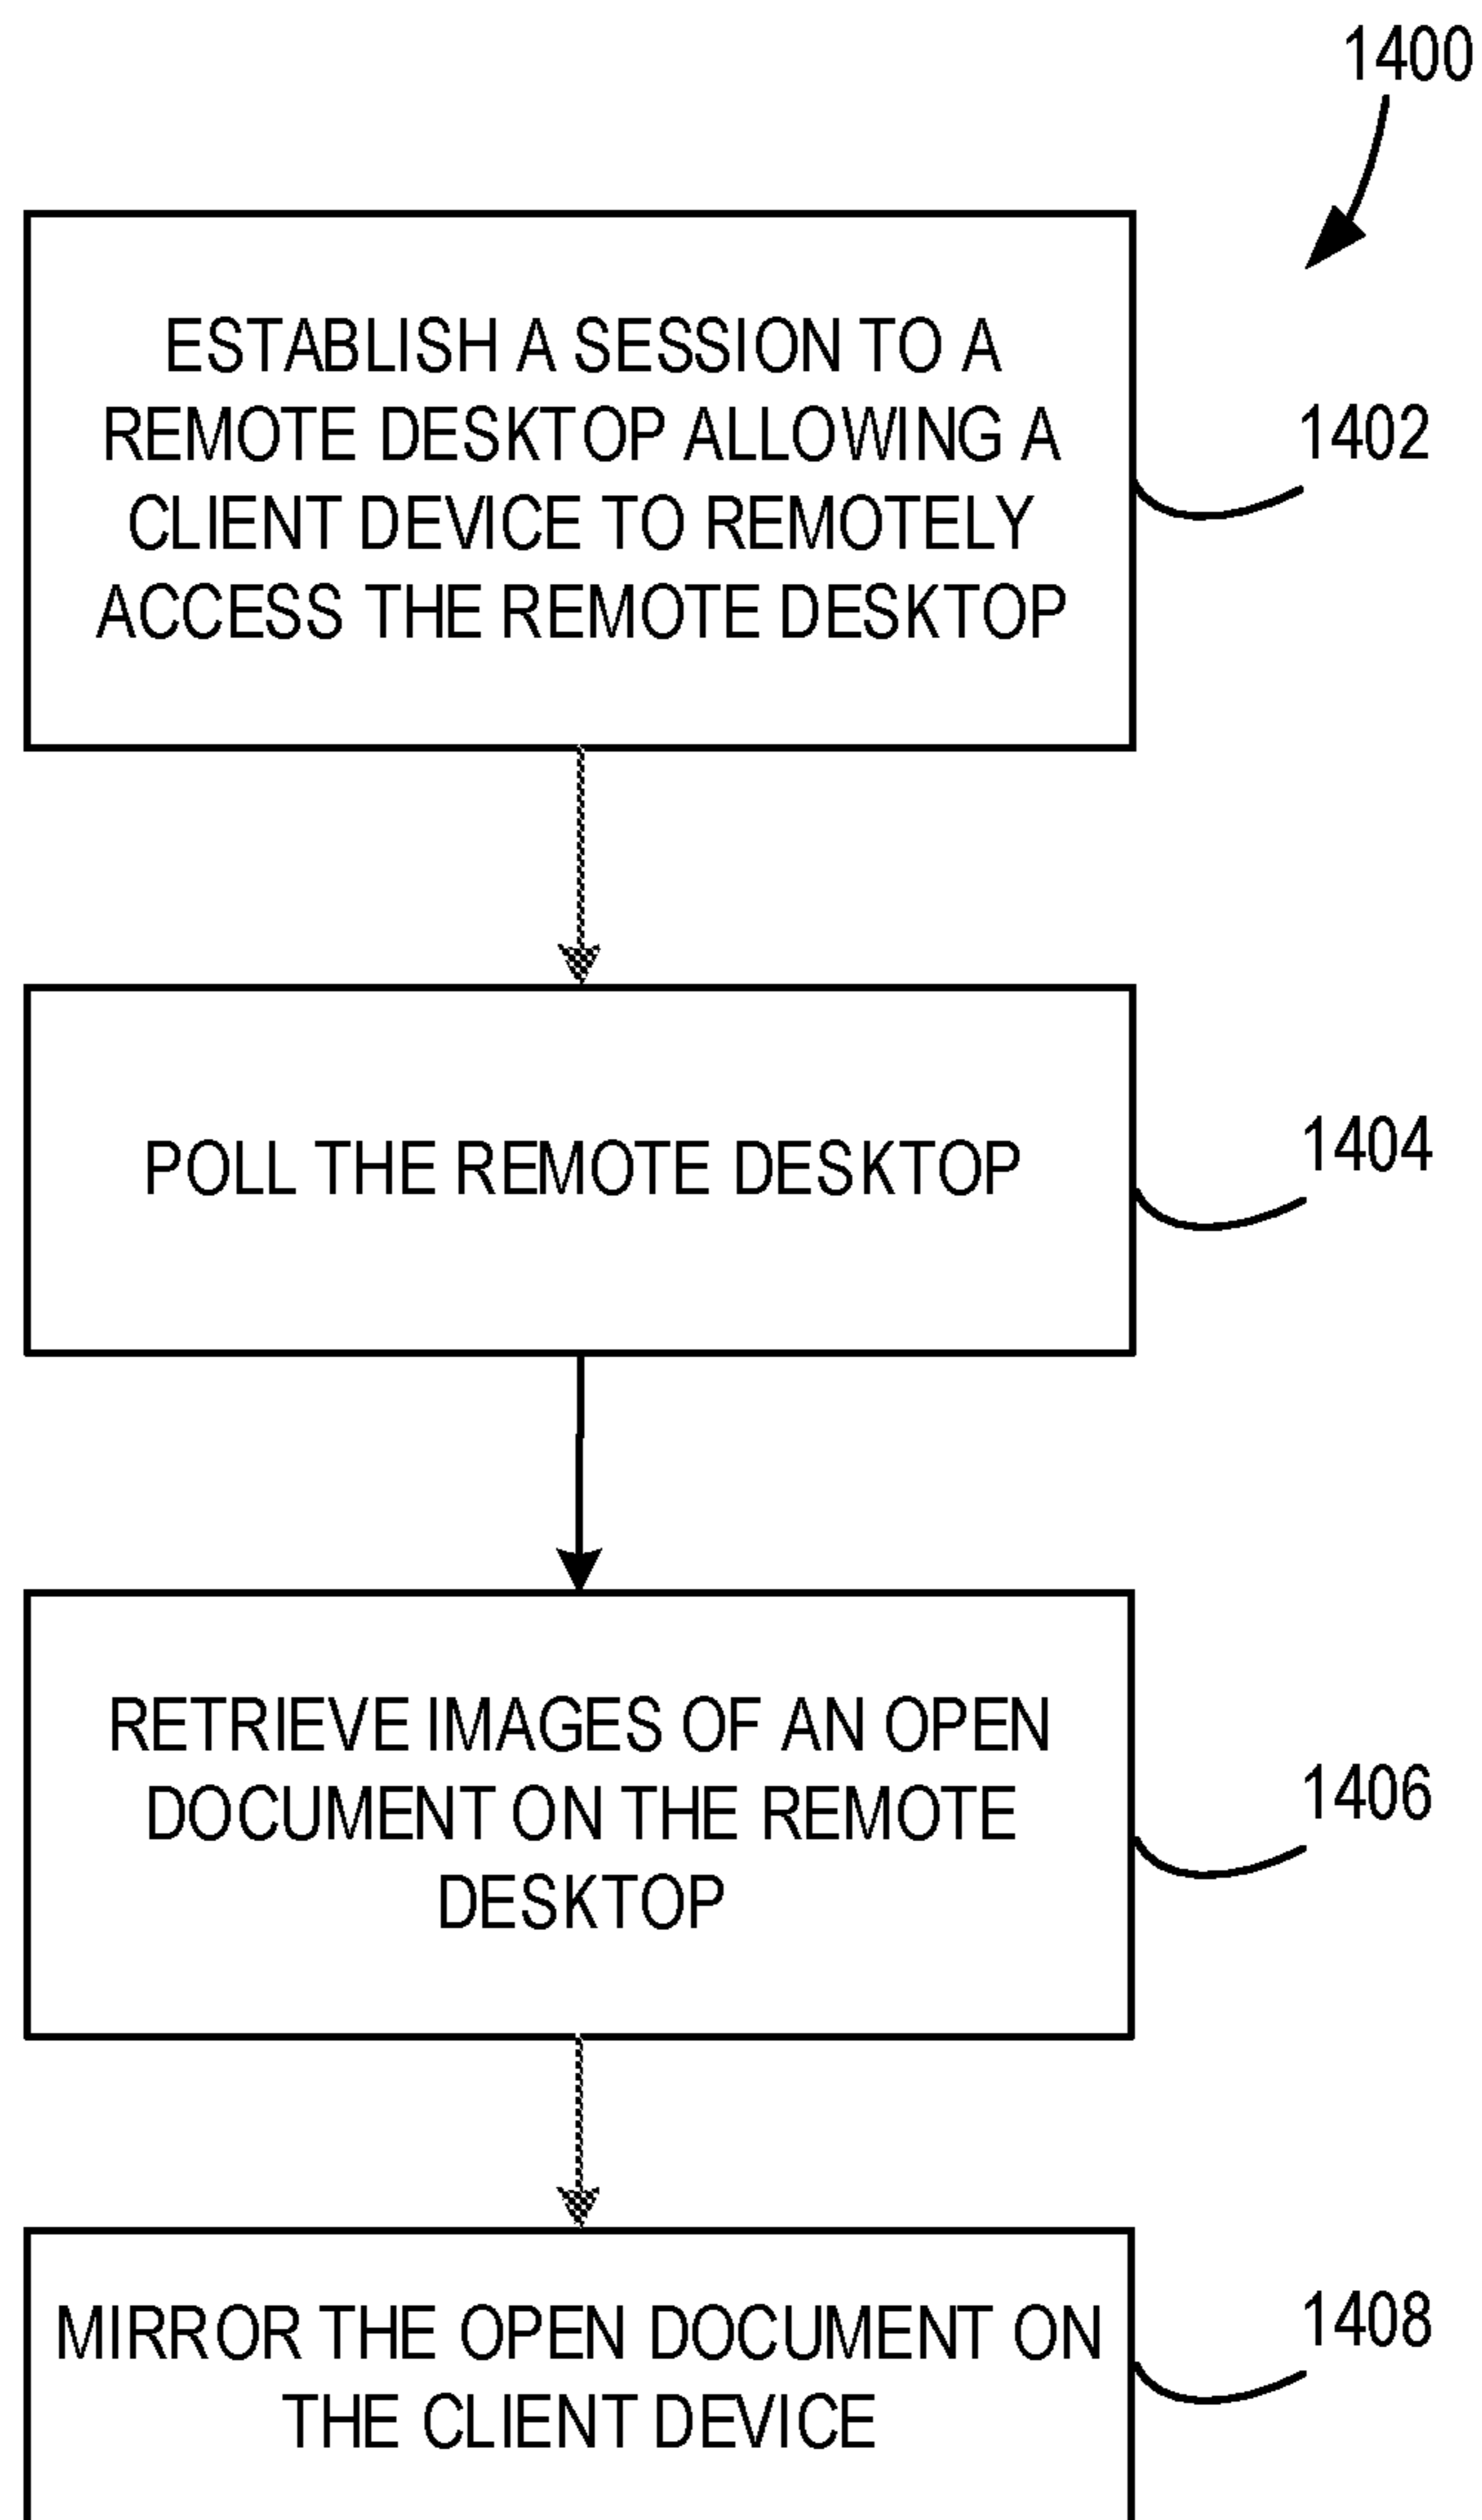 1400
ESTABLISH A SESSION TO A
REMOTE DESKTOP ALLOWING A
CLIENT DEVICE TO REMOTELY
ACCESS THE REMOTE DESKTOP
1402
POLL THE REMOTE DESKTOP
1404
RETRIEVE IMAGES OF AN OPEN
DOCUMENT ON THE REMOTE
DESKTOP
1406
MIRROR THE OPEN DOCUMENT ON
THE CLIENT DEVICE
1408